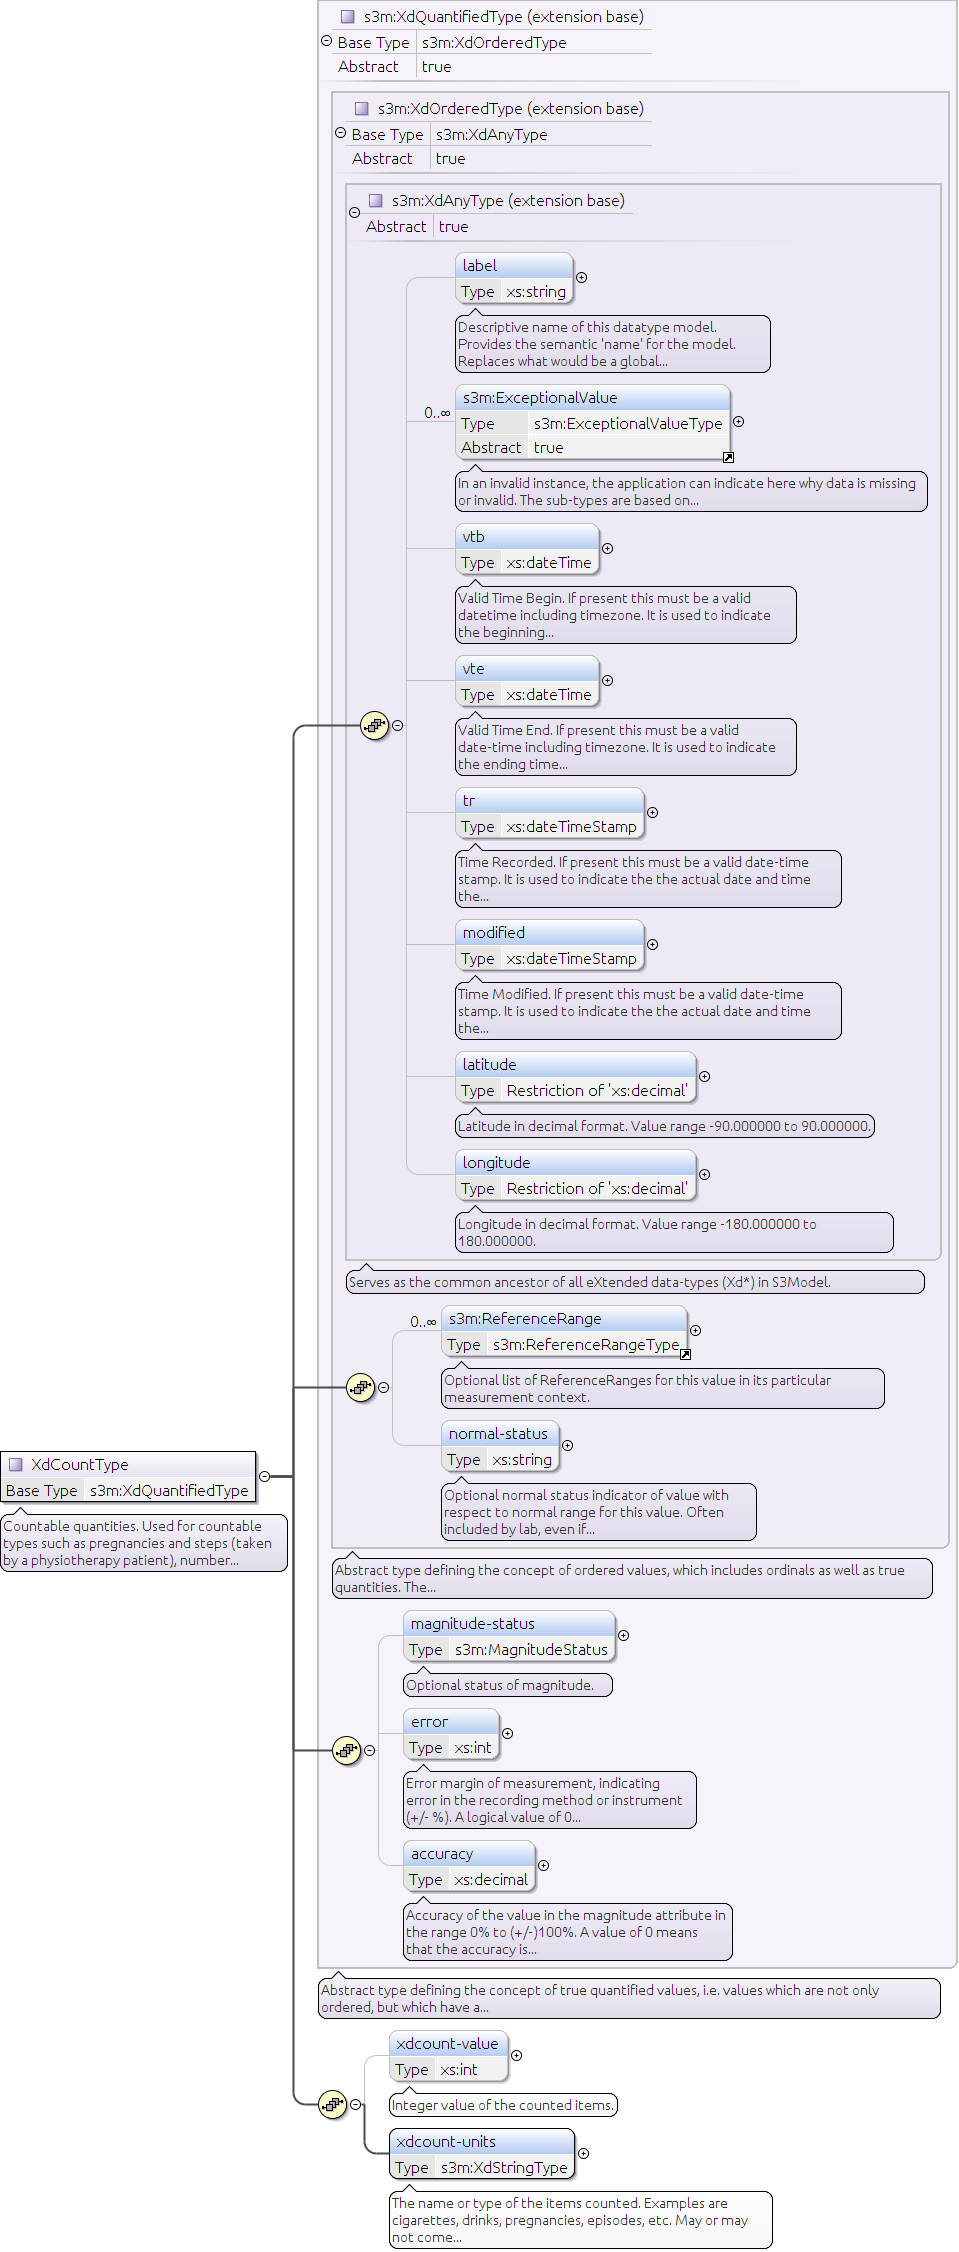 s3m:XdQuantifiedType (extension base)
Base Type s3m:XdOrderedType
Abstract true
s3m:XdOrderedType (extension base)
Base Type s3m:XdAnyType
Abstract true
s3m:XdAnyType (extension base)
Abstract true
label
Type xs:string
Descriptive name of this datatype model.
Provides the semantic 'name' for the model.
Replaces what would be a global...
0..∞
s3m:ExceptionalValue
Type s3m:ExceptionalValueType
Abstract true
In an invalid instance, the application can indicate here why data is missing
or invalid. The sub-types are based on...
vtb
Type xs:dateTime
Valid Time Begin. If present this must be a valid
datetime including timezone. It is used to indicate
the beginning...
vte
Type xs:dateTime
Valid Time End. If present this must be a valid
date-time including timezone. It is used to indicate
the ending time...
tr
Type xs:dateTimeStamp
Time Recorded. If present this must be a valid date-time
stamp. It is used to indicate the the actual date and time
the...
modified
Type xs:dateTimeStamp
Time Modified. If present this must be a valid date-time
stamp. It is used to indicate the the actual date and time
the...
latitude
Type Restriction of 'xs:decimal'
Latitude in decimal format. Value range -90.000000 to 90.000000.
longitude
Type Restriction of 'xs:decimal'
Longitude in decimal format. Value range -180.000000 to
180.000000.
Serves as the common ancestor of all eXtended data-types (Xd*) in S3Model.
0..∞
s3m:ReferenceRange
Type s3m:ReferenceRangeType
Optional list of ReferenceRanges for this value in its particular
measurement context.
normal-status
Type xs:string
Optional normal status indicator of value with
respect to normal range for this value. Often
included by lab, even if...
XdCountType
Base Type s3m:XdQuantifiedType
Countable quantities. Used for countable
types such as pregnancies and steps (taken
by a physiotherapy patient), number...
Abstract type defining the concept of ordered values, which includes ordinals as well as true
quantities. The...
magnitude-status
Type s3m:MagnitudeStatus
Optional status of magnitude.
error
Type xs:int
Error margin of measurement, indicating
error in the recording method or instrument
(+/- %). A logical value of 0...
accuracy
Type xs:decimal
Accuracy of the value in the magnitude attribute in
the range 0% to (+/-)100%. A value of 0 means
that the accuracy is...
Abstract type defining the concept of true quantified values, i.e. values which are not only
ordered, but which have a...
xdcount-value
Type xs:int
Integer value of the counted items.
xdcount-units
Type s3m:XdStringType
The name or type of the items counted. Examples are
cigarettes, drinks, pregnancies, episodes, etc. May or may
not come...